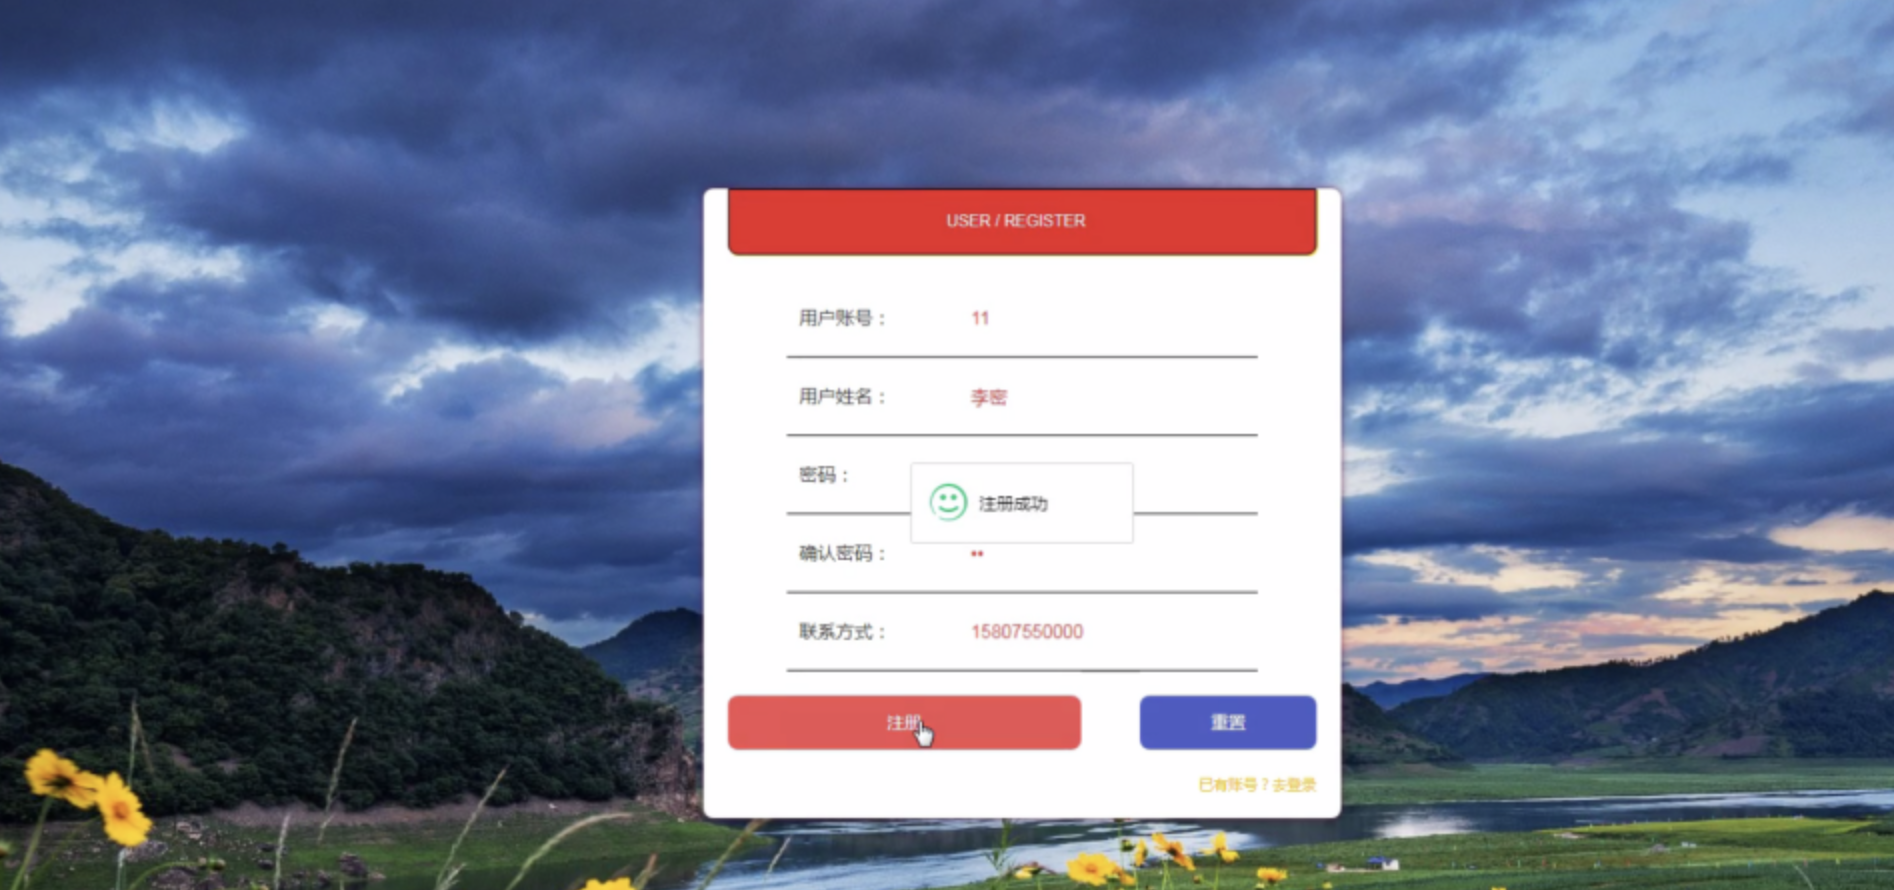 USER / REGISTER
用户账号： 11
用户姓名： 李密
密码：
注册成功
确认密码： ••
联系方式： 15807550000
注册 重置
已有账号？去登录